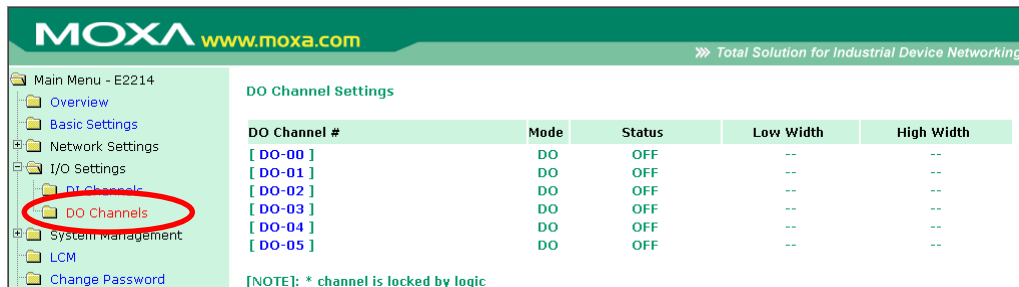 MOXA www.moxa.com
Total Solution for Industrial Device Networking
Main Menu - E2214
Overview
Basic Settings
Network Settings
I/O Settings
DI Channels
DO Channels
System Management
LCM
Change Password
DO Channel Settings
DO Channel # Mode Status Low Width High Width
[ DO-00 ] DO OFF -- --
[ DO-01 ] DO OFF -- --
[ DO-02 ] DO OFF -- --
[ DO-03 ] DO OFF -- --
[ DO-04 ] DO OFF -- --
[ DO-05 ] DO OFF -- --
[NOTE]: * channel is locked by logic